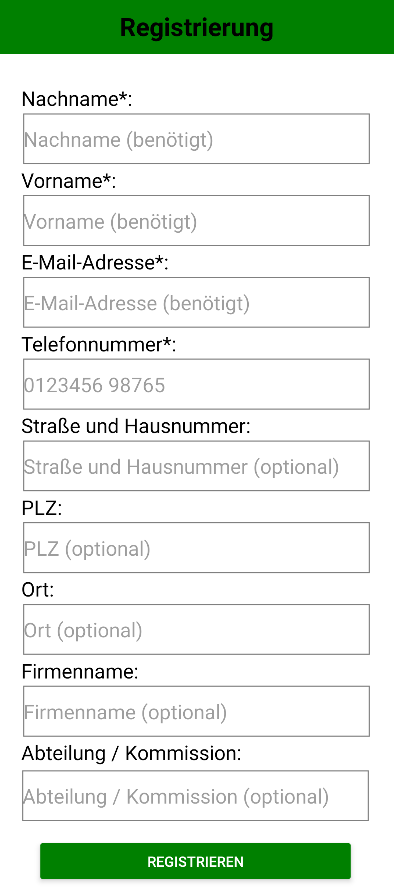 Registrierung
Nachname*:
Nachname (benötigt)
Vorname*:
Vorname (benötigt)
E-Mail-Adresse*:
E-Mail-Adresse (benötigt)
Telefonnummer*:
0123456 98765
Straße und Hausnummer:
Straße und Hausnummer (optional)
PLZ:
PLZ (optional)
Ort:
Ort (optional)
Firmenname:
Firmenname (optional)
Abteilung / Kommission:
Abteilung / Kommission (optional)
REGISTRIEREN